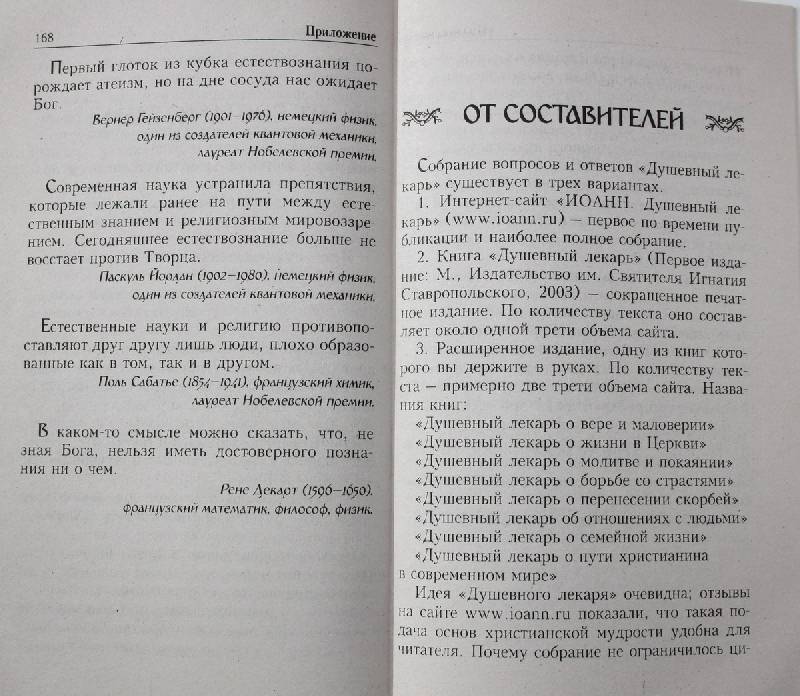 168
Приложение
Первый глоток из кубка естествознания по-
рождает атеизм, но на дне сосуда нас ожидает
Бог.
Вернер Гейзенберг (1901–1976), немецкий физик,
один из создателей квантовой механики,
лауреат Нобелевской премии.
Современная наука устранила препятствия,
которые лежали ранее на пути между есте-
ственным знанием и религиозным мировоззре-
нием. Сегодняшнее естествознание больше не
восстает против Творца.
Паскуль Йордан (1902–1980), немецкий физик,
один из создателей квантовой механики.
Естественные науки и религию противопо-
ставляют друг другу лишь люди, плохо образо-
ванные как в том, так и в другом.
Поль Сабатье (1854–1941), французский химик,
лауреат Нобелевской премии.
В каком-то смысле можно сказать, что, не
зная Бога, нельзя иметь достоверного позна-
ния ни о чем.
Рене Декарт (1596–1650),
французский математик, философ, физик.
ОТ СОСТАВИТЕЛЕЙ
Собрание вопросов и ответов «Душевный ле-
карь» существует в трех вариантах.
1. Интернет-сайт «ИОАНН. Душевный ле-
карь» (www.ioann.ru) — первое по времени пу-
бликации и наиболее полное собрание.
2. Книга «Душевный лекарь» (Первое изда-
ние: М., Издательство им. Святителя Игнатия
Ставропольского, 2003) — сокращенное печат-
ное издание. По количеству текста оно состав-
ляет около одной трети объема сайта.
3. Расширенное издание, одну из книг кото-
рого вы держите в руках. По количеству тек-
ста — примерно две трети объема сайта. Назва-
ния книг:
«Душевный лекарь о вере и маловерии»
«Душевный лекарь о жизни в Церкви»
«Душевный лекарь о молитве и покаянии»
«Душевный лекарь о борьбе со страстями»
«Душевный лекарь о перенесении скорбей»
«Душевный лекарь об отношениях с людьми»
«Душевный лекарь о семейной жизни»
«Душевный лекарь о пути христианина
в современном мире»
Идея «Душевного лекаря» очевидна; отзывы
на сайте www.ioann.ru показали, что такая по-
дача основ христианской мудрости удобна для
читателя. Почему собрание не ограничилось ци-